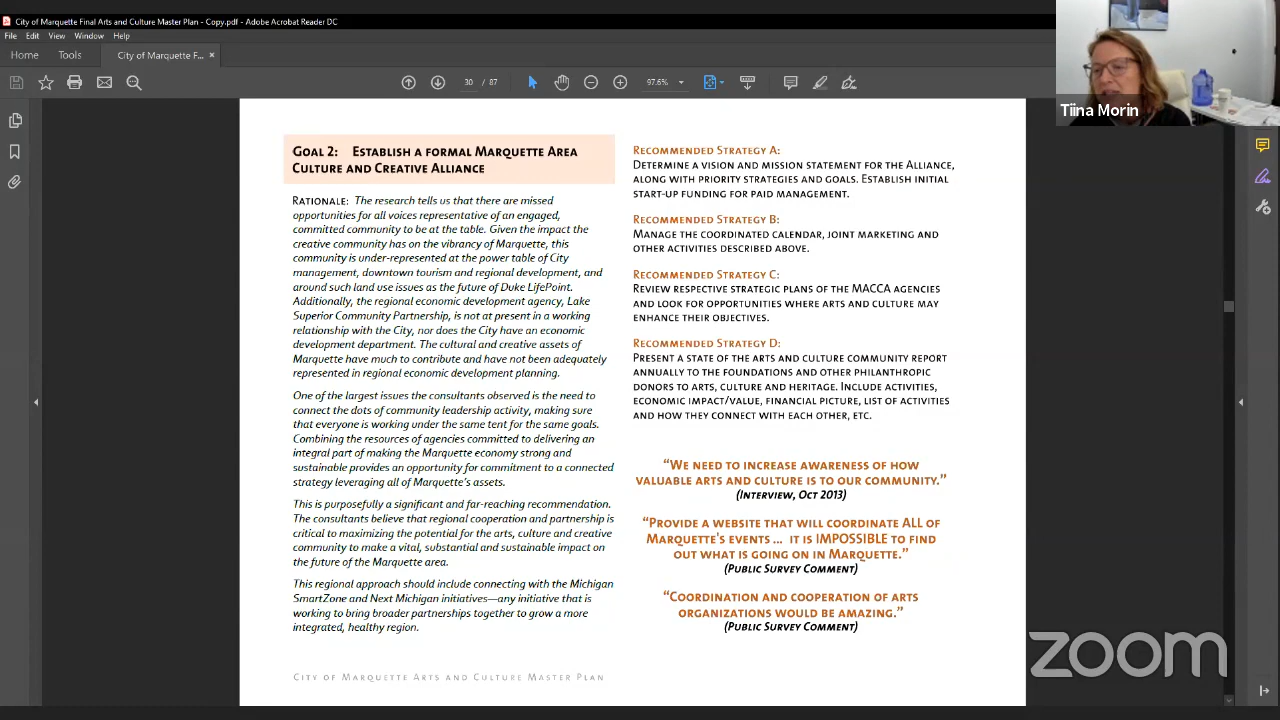 City of Marquette Final Arts and Culture Master Plan - Copy.pdf - Adobe Acrobat Reader DC
File Edit View Window Help
Home Tools City of Marquette F... ×
30 / 87 97.6%
Tiina Morin
GOAL 2: ESTABLISH A FORMAL MARQUETTE AREA
CULTURE AND CREATIVE ALLIANCE
RATIONALE: The research tells us that there are missed
opportunities for all voices representative of an engaged,
committed community to be at the table. Given the impact the
creative community has on the vibrancy of Marquette, this
community is under-represented at the power table of City
management, downtown tourism and regional development, and
around such land use issues as the future of Duke LifePoint.
Additionally, the regional economic development agency, Lake
Superior Community Partnership, is not at present in a working
relationship with the City, nor does the City have an economic
development department. The cultural and creative assets of
Marquette have much to contribute and have not been adequately
represented in regional economic development planning.
One of the largest issues the consultants observed is the need to
connect the dots of community leadership activity, making sure
that everyone is working under the same tent for the same goals.
Combining the resources of agencies committed to delivering an
integral part of making the Marquette economy strong and
sustainable provides an opportunity for commitment to a connected
strategy leveraging all of Marquette's assets.
This is purposefully a significant and far-reaching recommendation.
The consultants believe that regional cooperation and partnership is
critical to maximizing the potential for the arts, culture and creative
community to make a vital, substantial and sustainable impact on
the future of the Marquette area.
This regional approach should include connecting with the Michigan
SmartZone and Next Michigan initiatives—any initiative that is
working to bring broader partnerships together to grow a more
integrated, healthy region.
RECOMMENDED STRATEGY A:
DETERMINE A VISION AND MISSION STATEMENT FOR THE ALLIANCE,
ALONG WITH PRIORITY STRATEGIES AND GOALS. ESTABLISH INITIAL
START-UP FUNDING FOR PAID MANAGEMENT.
RECOMMENDED STRATEGY B:
MANAGE THE COORDINATED CALENDAR, JOINT MARKETING AND
OTHER ACTIVITIES DESCRIBED ABOVE.
RECOMMENDED STRATEGY C:
REVIEW RESPECTIVE STRATEGIC PLANS OF THE MACCA AGENCIES
AND LOOK FOR OPPORTUNITIES WHERE ARTS AND CULTURE MAY
ENHANCE THEIR OBJECTIVES.
RECOMMENDED STRATEGY D:
PRESENT A STATE OF THE ARTS AND CULTURE COMMUNITY REPORT
ANNUALLY TO THE FOUNDATIONS AND OTHER PHILANTHROPIC
DONORS TO ARTS, CULTURE AND HERITAGE. INCLUDE ACTIVITIES,
ECONOMIC IMPACT/VALUE, FINANCIAL PICTURE, LIST OF ACTIVITIES
AND HOW THEY CONNECT WITH EACH OTHER, ETC.
"WE NEED TO INCREASE AWARENESS OF HOW
VALUABLE ARTS AND CULTURE IS TO OUR COMMUNITY."
(INTERVIEW, OCT 2013)
"PROVIDE A WEBSITE THAT WILL COORDINATE ALL OF
MARQUETTE'S EVENTS ... IT IS IMPOSSIBLE TO FIND
OUT WHAT IS GOING ON IN MARQUETTE."
(PUBLIC SURVEY COMMENT)
"COORDINATION AND COOPERATION OF ARTS
ORGANIZATIONS WOULD BE AMAZING."
(PUBLIC SURVEY COMMENT)
CITY OF MARQUETTE ARTS AND CULTURE MASTER PLAN
zoom